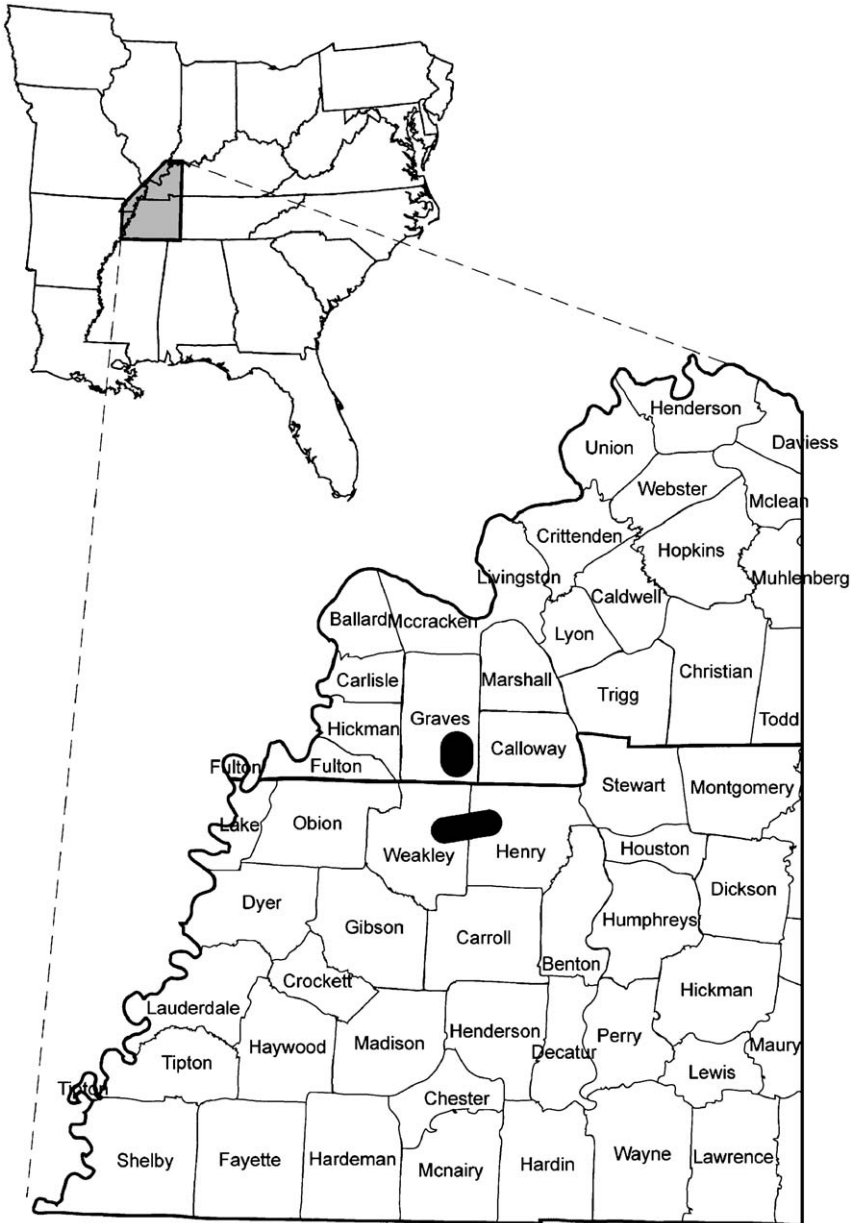 Henderson
Union
Daviess
Webster
Mclean
Crittenden
Hopkins
Livingston
Muhlenberg
Caldwell
Ballard
Mccracken
Lyon
Carlisle
Marshall
Christian
Trigg
Hickman
Graves
Todd
Calloway
Fulton
Fulton
Stewart
Montgomery
Lake
Obion
Weakley
Henry
Houston
Dickson
Dyer
Gibson
Humphreys
Carroll
Benton
Crockett
Hickman
Lauderdale
Haywood
Madison
Henderson
Decatur
Perry
Maury
Tipton
Lewis
Tipton
Chester
Shelby
Fayette
Hardeman
Mcnairy
Hardin
Wayne
Lawrence